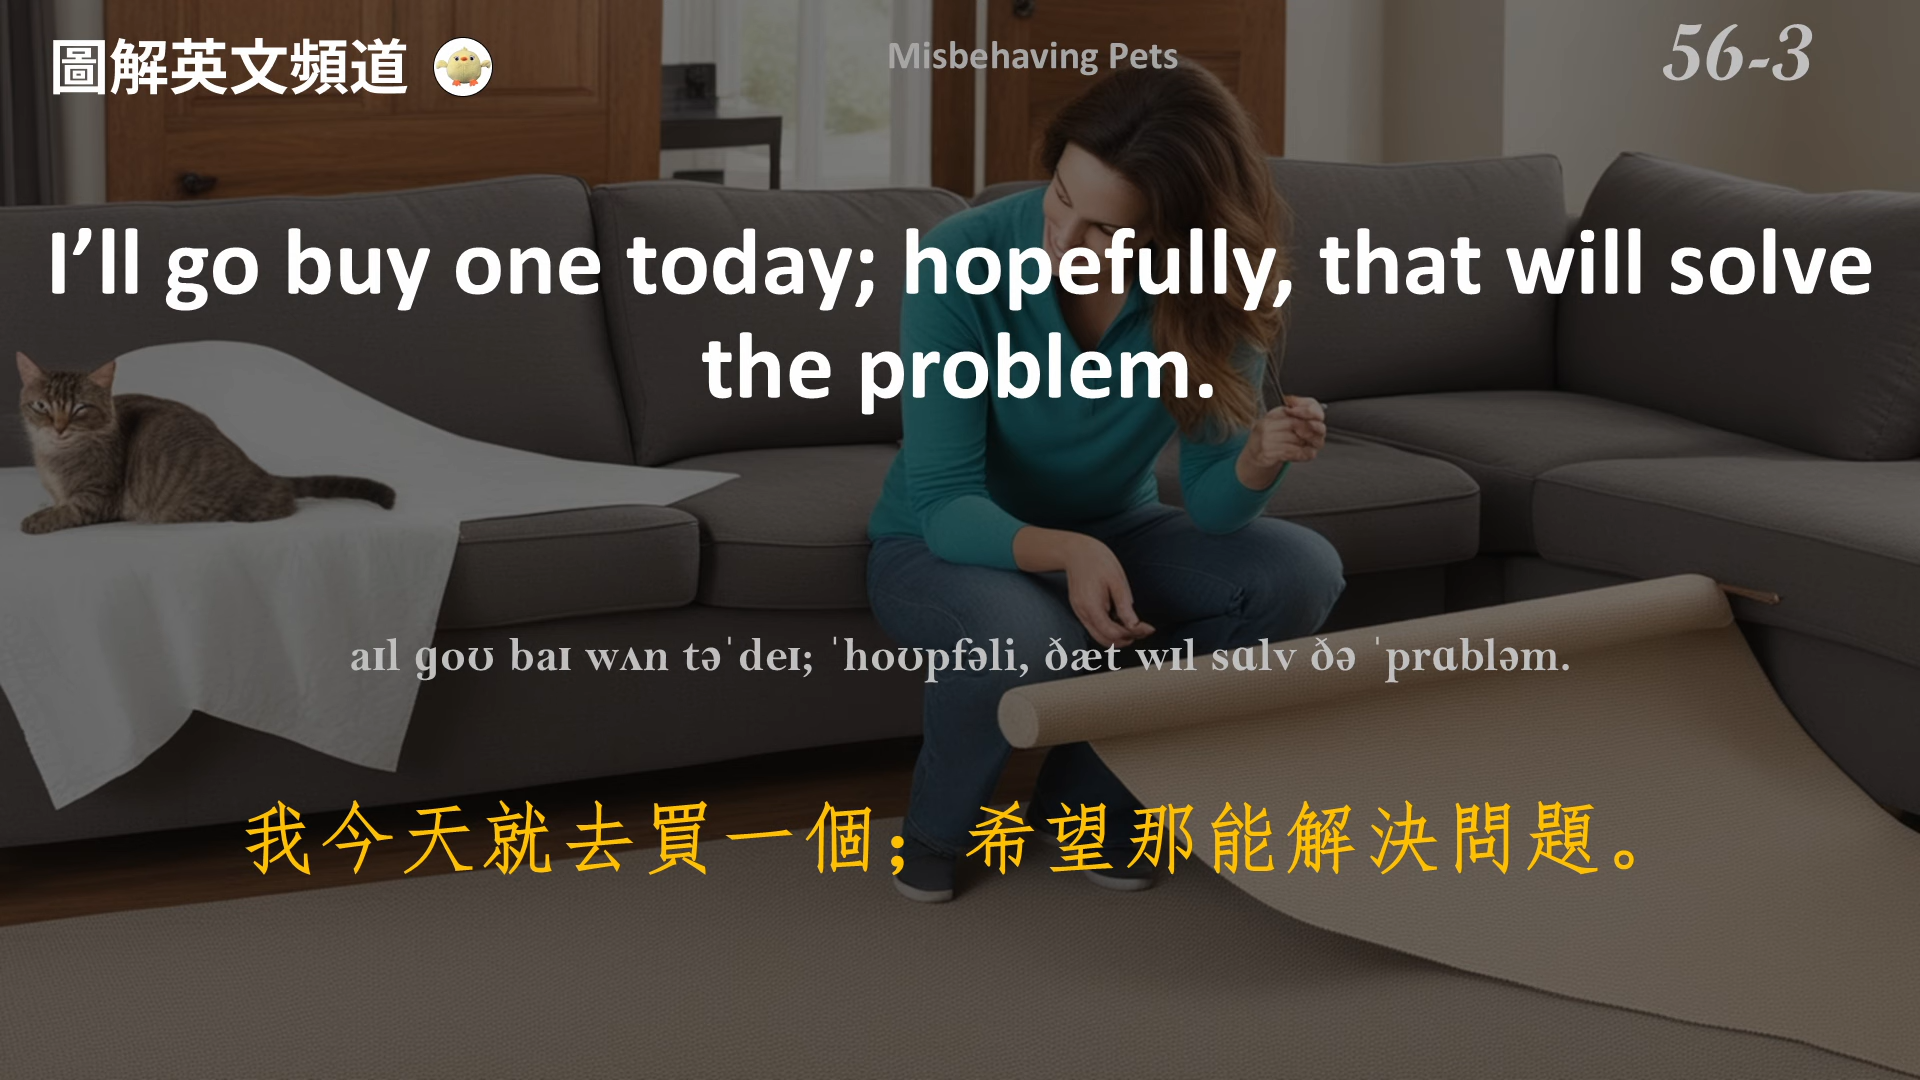 圖解英文頻道
Misbehaving Pets
56-3
I’ll go buy one today; hopefully, that will solve
the problem.
aɪl ɡoʊ baɪ wʌn təˈdeɪ; ˈhoʊpfəli, ðæt wɪl sɑlv ðə ˈprɑbləm.
我今天就去買一個；希望那能解決問題。